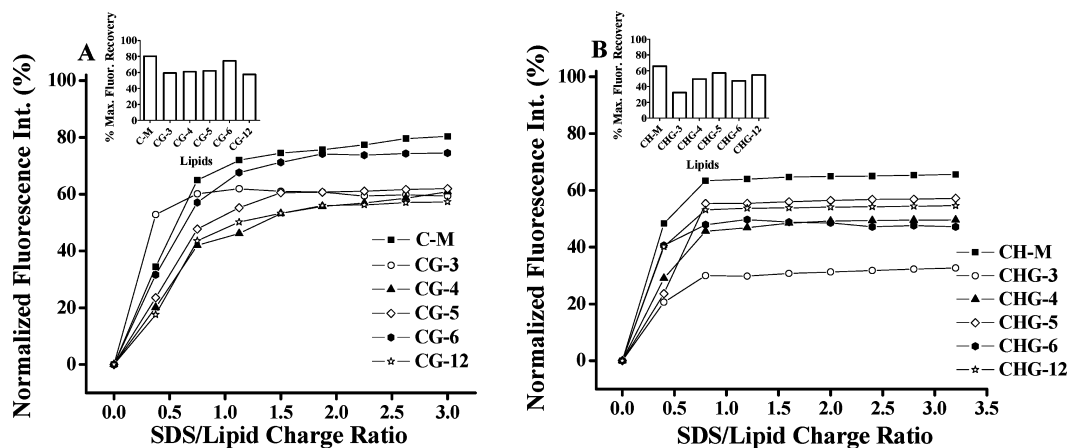 A
% Max. Fluor. Recovery
100
80
60
40
20
0
C-M
CG-3
CG-4
CG-5
CG-6
CG-12
Lipids
Normalized Fluorescence Int. (%)
100
80
60
40
20
0
C-M
CG-3
CG-4
CG-5
CG-6
CG-12
0.0 0.5 1.0 1.5 2.0 2.5 3.0
SDS/Lipid Charge Ratio
B
% Max. Fluor. Recovery
100
80
60
40
20
0
CH-M
CHG-3
CHG-4
CHG-5
CHG-6
CHG-12
Lipids
Normalized Fluorescence Int. (%)
100
80
60
40
20
0
CH-M
CHG-3
CHG-4
CHG-5
CHG-6
CHG-12
0.0 0.5 1.0 1.5 2.0 2.5 3.0 3.5
SDS/Lipid Charge Ratio